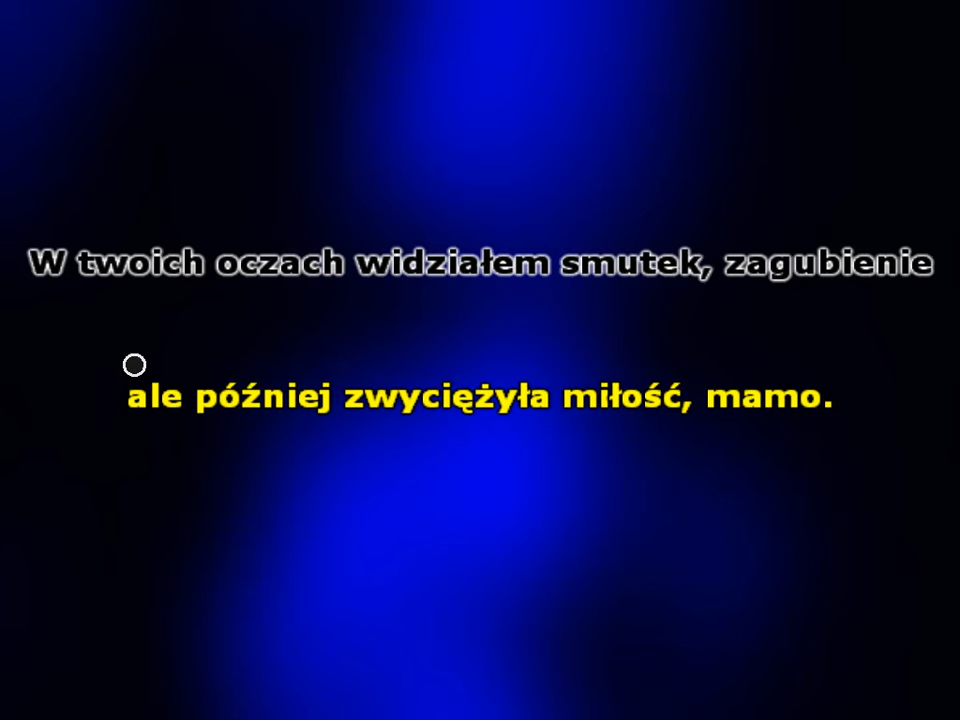 W twoich oczach widziałem smutek, zagubienie
ale później zwyciężyła miłość, mamo.